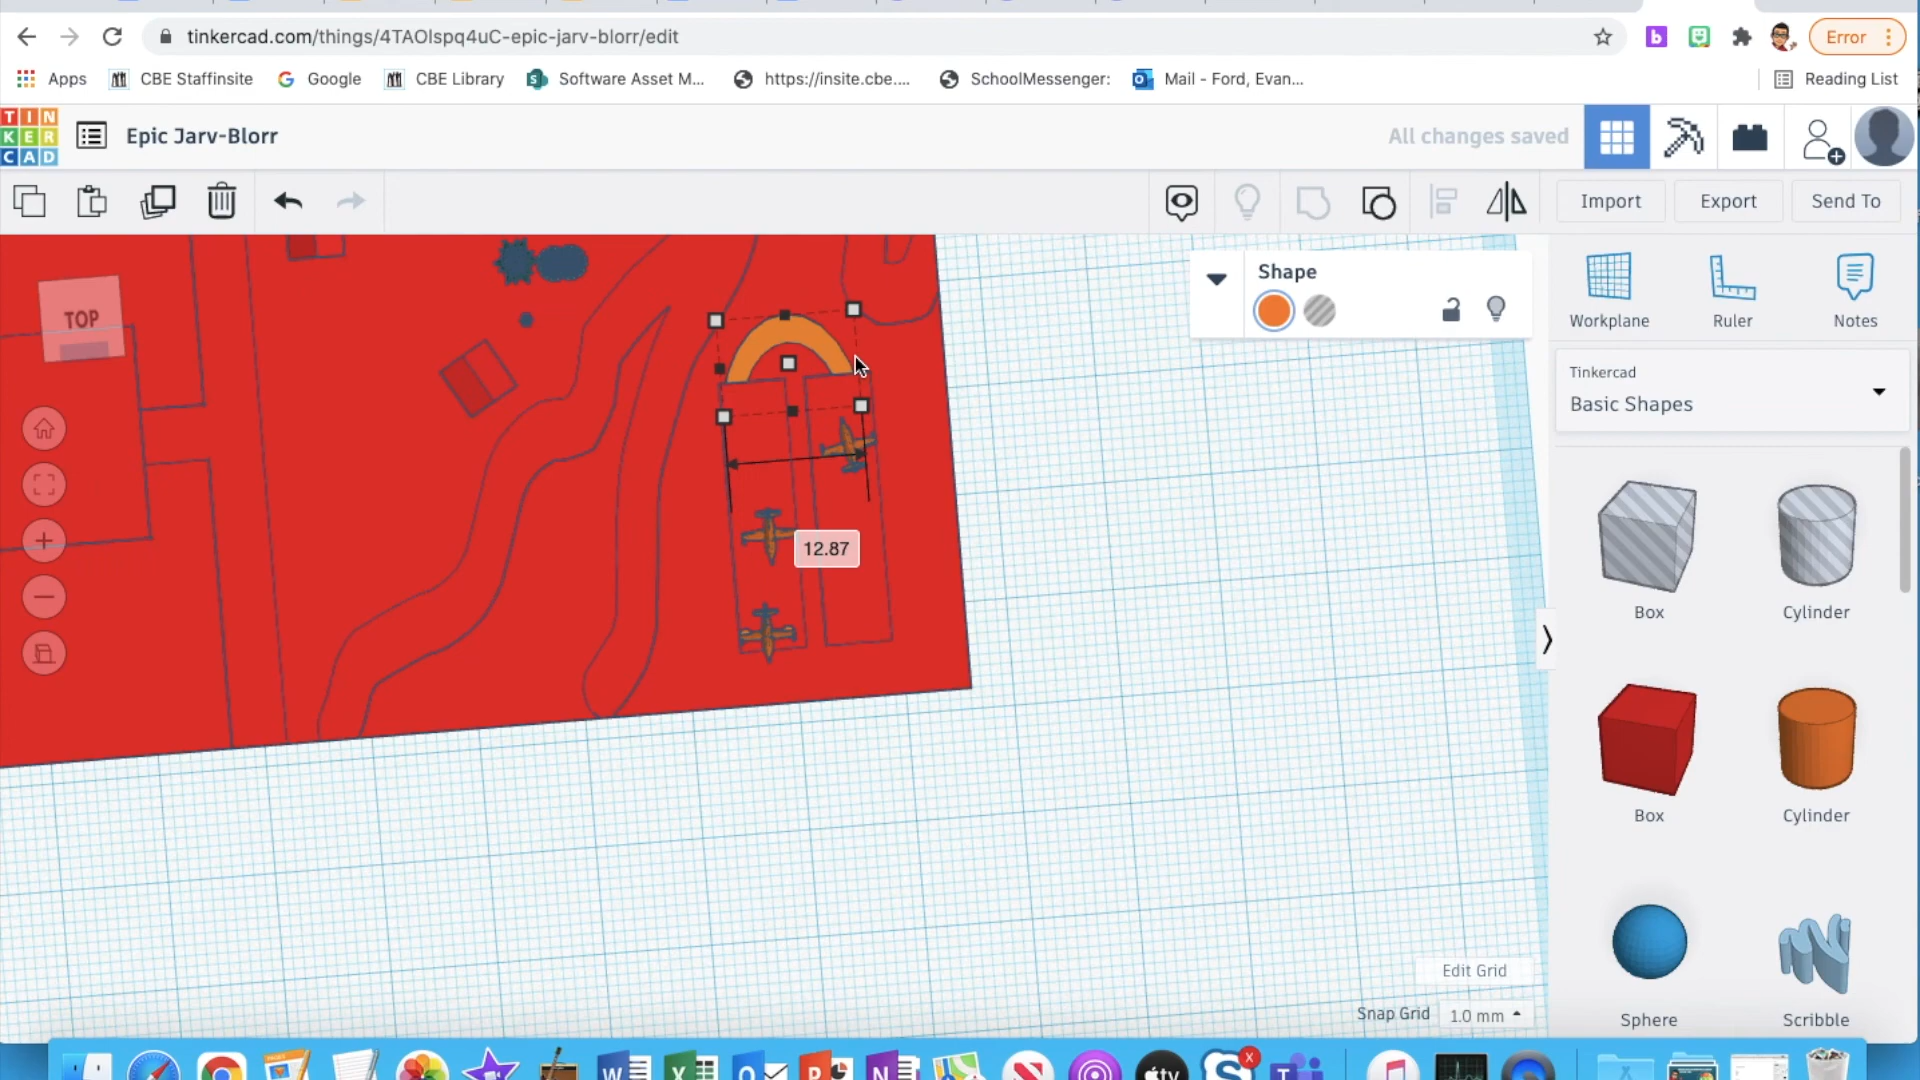 tinkercad.com/things/4TAOlspq4uC-epic-jarv-blorr/edit
Error
Apps CBE Staffinsite Google CBE Library Software Asset M... https://insite.cbe.... SchoolMessenger: Mail - Ford, Evan... Reading List
TIN
KER
CAD
Epic Jarv-Blorr
All changes saved
Import Export Send To
TOP
Shape
Workplane Ruler Notes
Tinkercad
Basic Shapes
12.87
Box Cylinder
Box Cylinder
Sphere Scribble
Edit Grid
Snap Grid 1.0 mm
tv